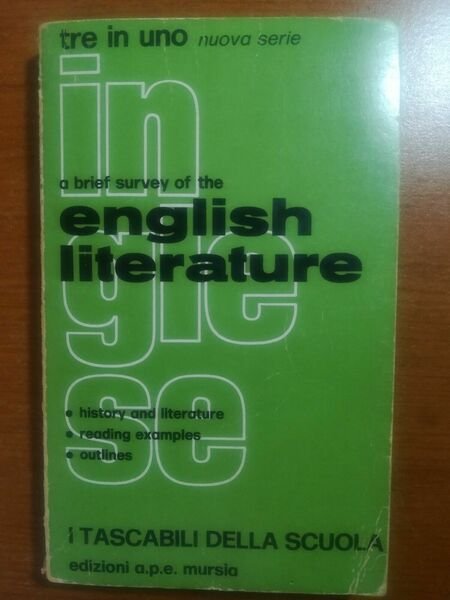 tre in uno nuova serie
in
a brief survey of the
english
literature
gle
se
• history and literature
• reading examples
• outlines
I TASCABILI DELLA SCUOLA
edizioni a.p.e. mursia